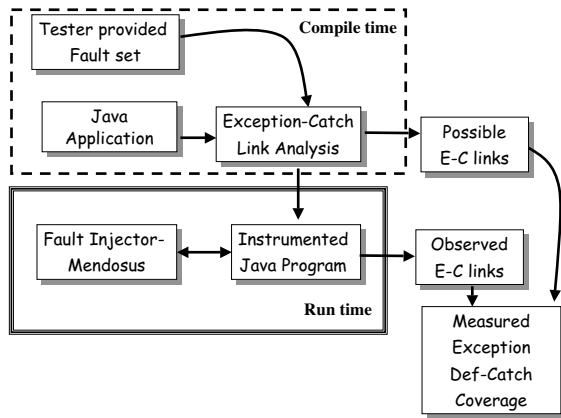 Tester provided
Fault set
Compile time
Java
Application
Exception-Catch
Link Analysis
Possible
E-C links
Fault Injector-
Mendosus
Instrumented
Java Program
Observed
E-C links
Run time
Measured
Exception
Def-Catch
Coverage